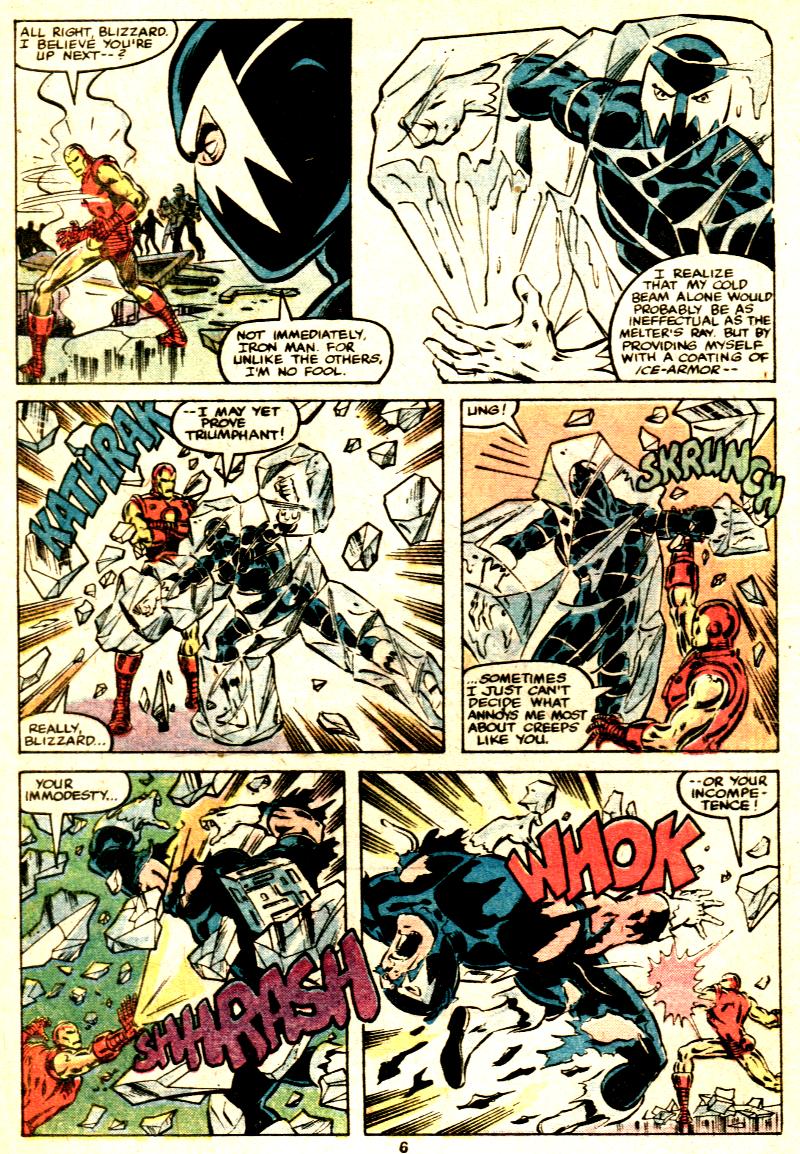 ALL RIGHT, BLIZZARD.
I BELIEVE YOU'RE
UP NEXT--?
NOT IMMEDIATELY,
IRON MAN. FOR
UNLIKE THE OTHERS,
I'M NO FOOL.
I REALIZE
THAT MY COLD
BEAM ALONE WOULD
PROBABLY BE AS
INEFFECTUAL AS THE
MELTER'S RAY. BUT BY
PROVIDING MYSELF
WITH A COATING OF
ICE-ARMOR--
KATHRAK
--I MAY YET
PROVE
TRIUMPHANT!
REALLY,
BLIZZARD...
UNG!
SKRUNCH
...SOMETIMES
I JUST CAN'T
DECIDE WHAT
ANNOYS ME MOST
ABOUT CREEPS
LIKE YOU.
YOUR
IMMODESTY...
SHHRASH
--OR YOUR
INCOMPE-
TENCE!
WHOK
6